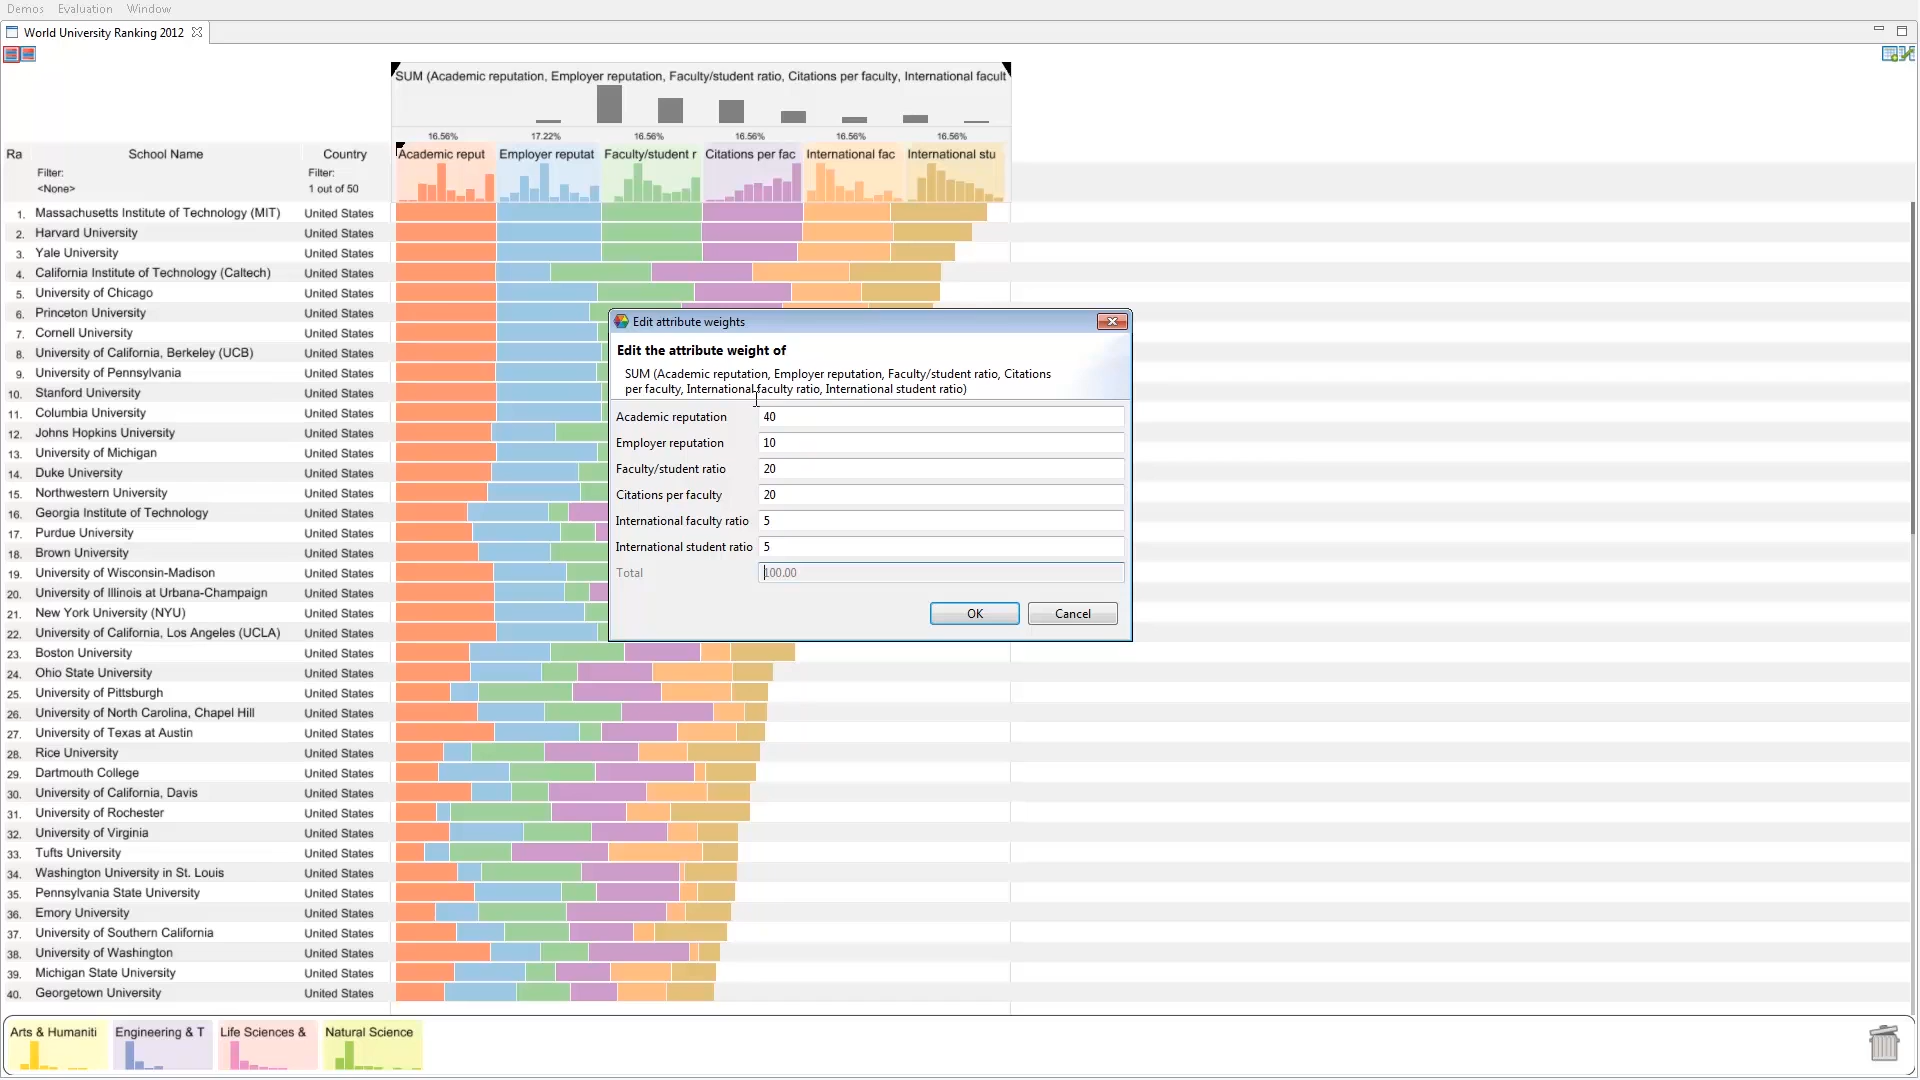 Demos Evaluation Window
World University Ranking 2012
SUM (Academic reputation, Employer reputation, Faculty/student ratio, Citations per faculty, International facult
16.56% 17.22% 16.56% 16.56% 16.56% 16.56%
Ra School Name Country Academic reput Employer reputat Faculty/student r Citations per fac International fac International stu
Filter: Filter:
<None> 1 out of 50
1. Massachusetts Institute of Technology (MIT) United States
2. Harvard University United States
3. Yale University United States
4. California Institute of Technology (Caltech) United States
5. University of Chicago United States
6. Princeton University United States
7. Cornell University United States
8. University of California, Berkeley (UCB) United States
9. University of Pennsylvania United States
10. Stanford University United States
11. Columbia University United States
12. Johns Hopkins University United States
13. University of Michigan United States
14. Duke University United States
15. Northwestern University United States
16. Georgia Institute of Technology United States
17. Purdue University United States
18. Brown University United States
19. University of Wisconsin-Madison United States
20. University of Illinois at Urbana-Champaign United States
21. New York University (NYU) United States
22. University of California, Los Angeles (UCLA) United States
23. Boston University United States
24. Ohio State University United States
25. University of Pittsburgh United States
26. University of North Carolina, Chapel Hill United States
27. University of Texas at Austin United States
28. Rice University United States
29. Dartmouth College United States
30. University of California, Davis United States
31. University of Rochester United States
32. University of Virginia United States
33. Tufts University United States
34. Washington University in St. Louis United States
35. Pennsylvania State University United States
36. Emory University United States
37. University of Southern California United States
38. University of Washington United States
39. Michigan State University United States
40. Georgetown University United States
Edit attribute weights
Edit the attribute weight of
SUM (Academic reputation, Employer reputation, Faculty/student ratio, Citations
per faculty, International faculty ratio, International student ratio)
Academic reputation 40
Employer reputation 10
Faculty/student ratio 20
Citations per faculty 20
International faculty ratio 5
International student ratio 5
Total 100.00
OK Cancel
Arts & Humaniti Engineering & T Life Sciences & Natural Science